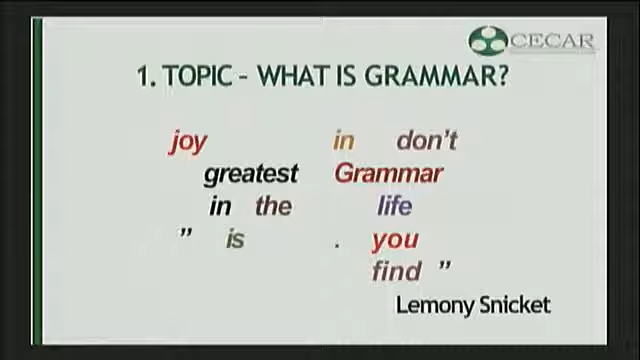 CECAR
1. TOPIC – WHAT IS GRAMMAR?
joy in don't
greatest Grammar
in the life
” is . you
find ”
Lemony Snicket